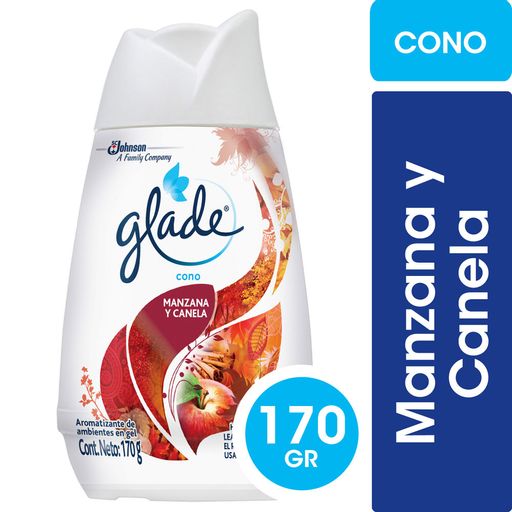 SC Johnson
A Family Company
glade®
cono
MANZANA
Y CANELA
Aromatizante de
ambientes en gel
Cont. Neto: 170g
170
GR
CONO
Manzana y
Canela